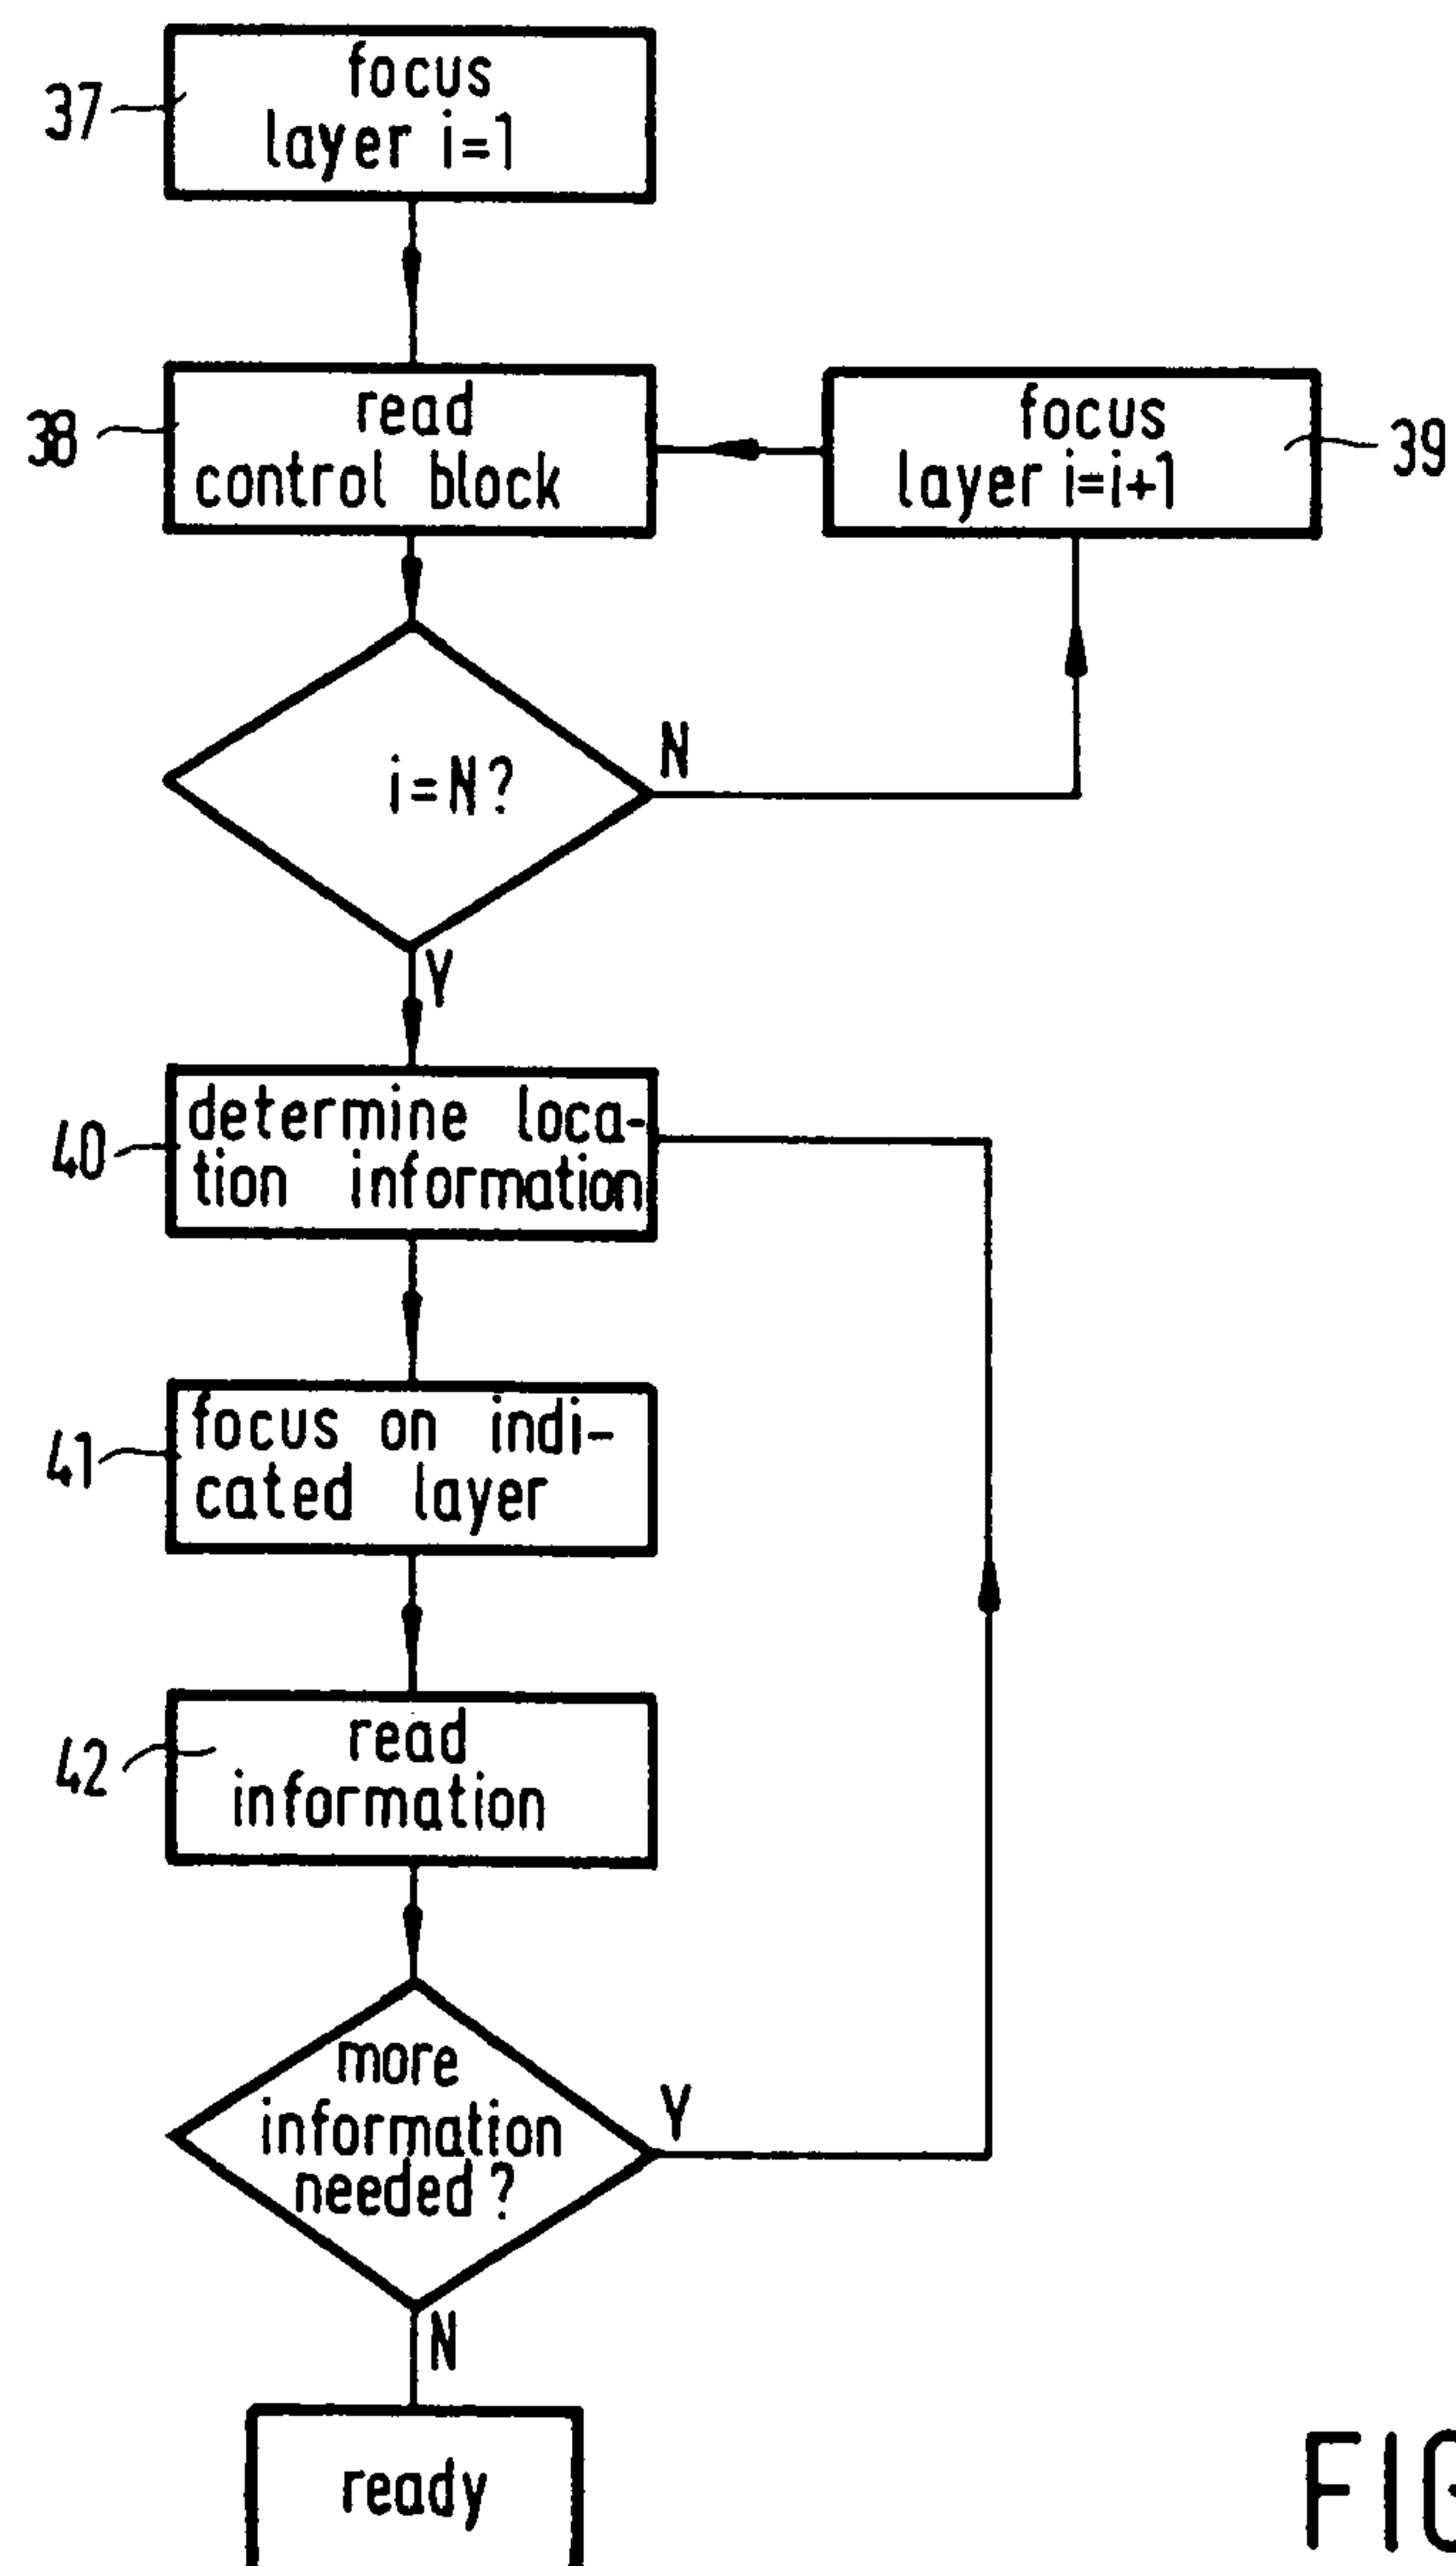 focus
layer i=1
37
read
control block
38
focus
layer i=i+1
39
i=N?
N
Y
determine loca-
tion information
40
focus on indi-
cated layer
41
read
information
42
more
information
needed?
Y
N
ready